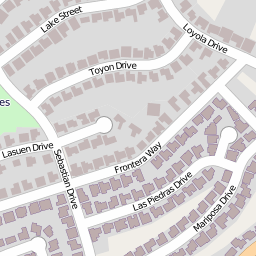 Lake Street
Loyola Drive
Toyon Drive
Lasuen Drive
Sebastian Drive
Frontera Way
Las Piedras Drive
Mariposa Drive